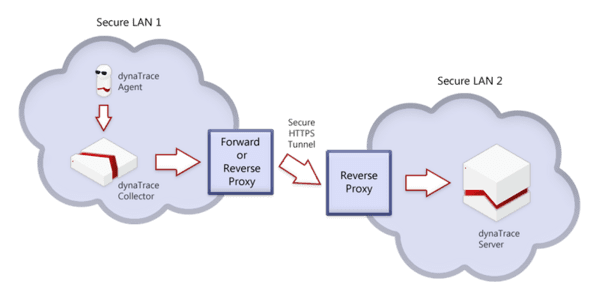 Secure LAN 1
dynaTrace
Agent
dynaTrace
Collector
Forward
or
Reverse
Proxy
Secure
HTTPS
Tunnel
Reverse
Proxy
Secure LAN 2
dynaTrace
Server